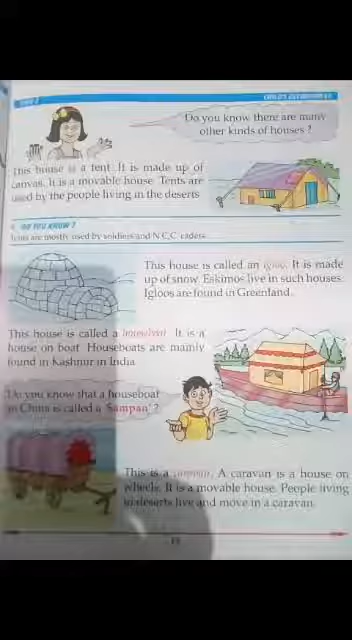 Do you know there are many
other kinds of houses ?
This house is a tent. It is made up of
canvas. It is a movable house. Tents are
used by the people living in the deserts
DO YOU KNOW ?
Tents are mostly used by soldiers and N.C.C. cadets.
This house is called an igloo. It is made
up of snow. Eskimos live in such houses.
Igloos are found in Greenland.
This house is called a houseboat. It is a
house on boat. Houseboats are mainly
found in Kashmir in India
Do you know that a houseboat
in China is called a 'Sampan' ?
This is a caravan. A caravan is a house on
wheels. It is a movable house. People living
in deserts live and move in a caravan.